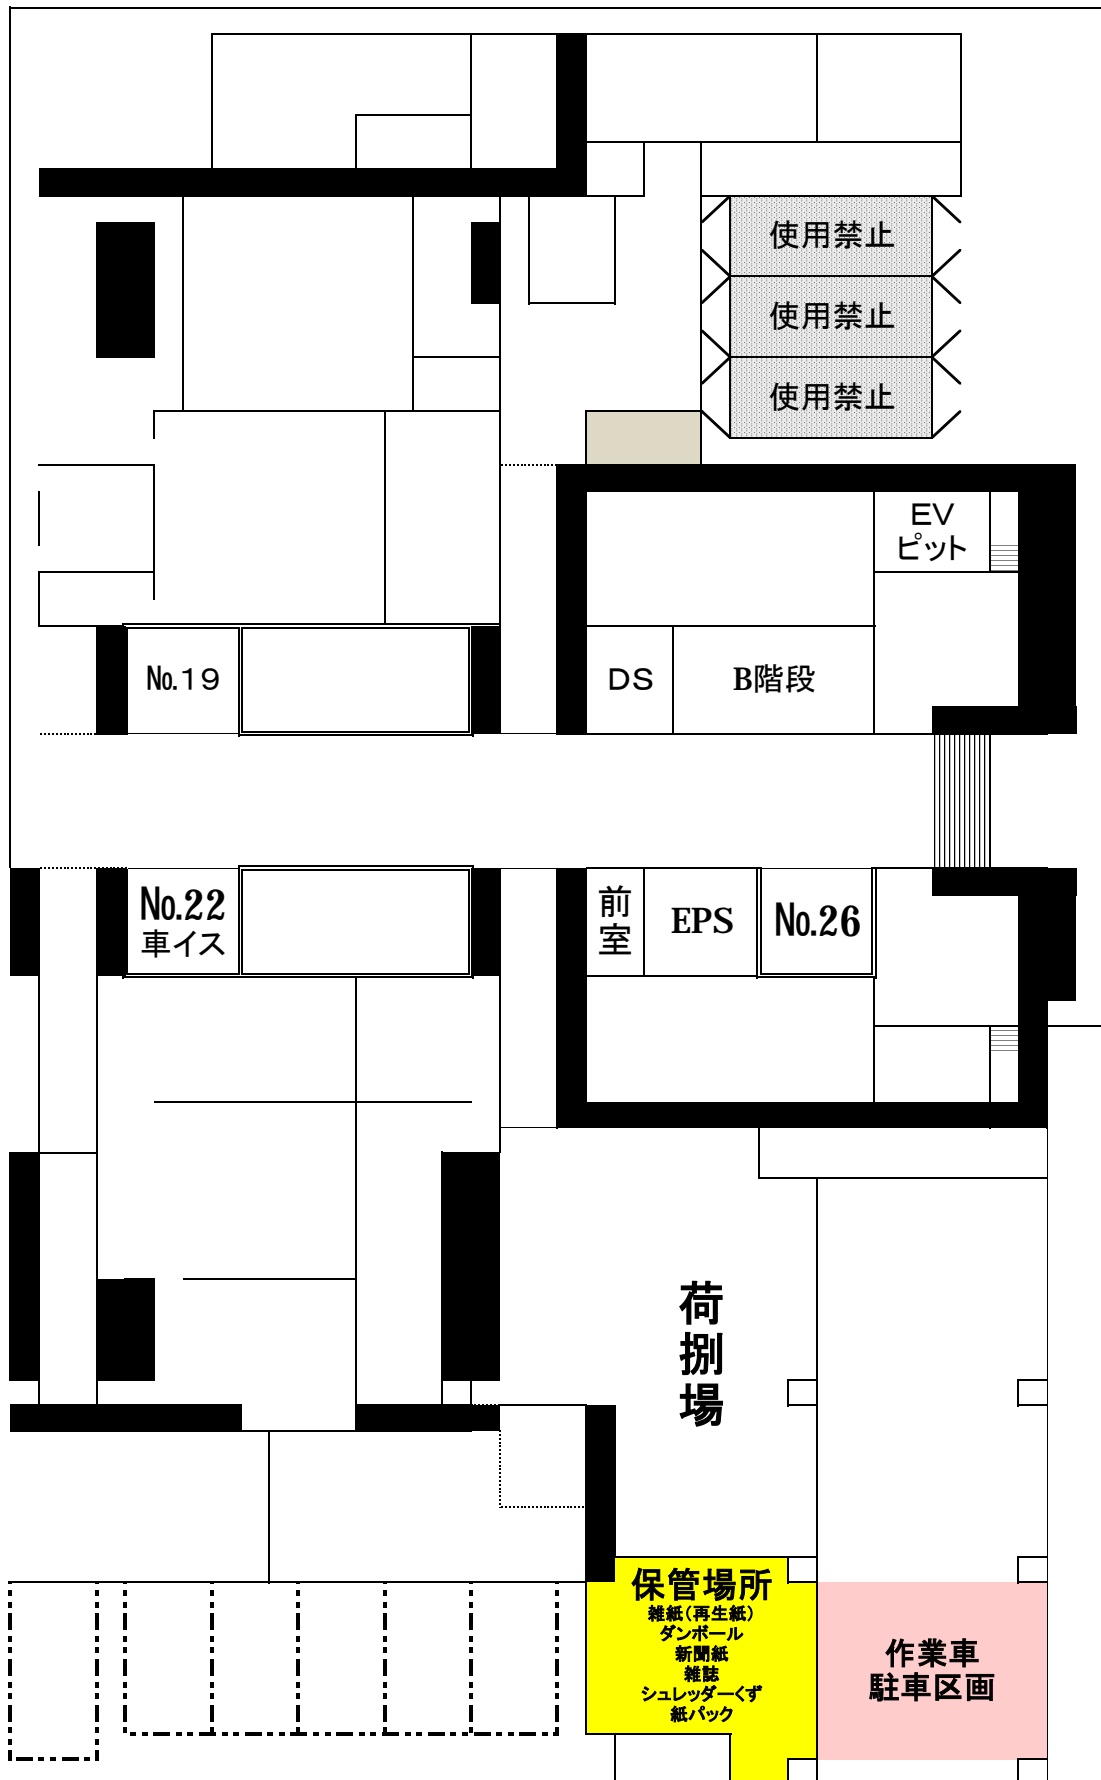 使用禁止
使用禁止
使用禁止
EV
ピット
No.19
DS
B階段
No.22
車イス
前室
EPS
No.26
荷捌場
保管場所
雑紙(再生紙)
ダンボール
新聞紙
雑誌
シュレッダーくず
紙パック
作業車
駐車区画